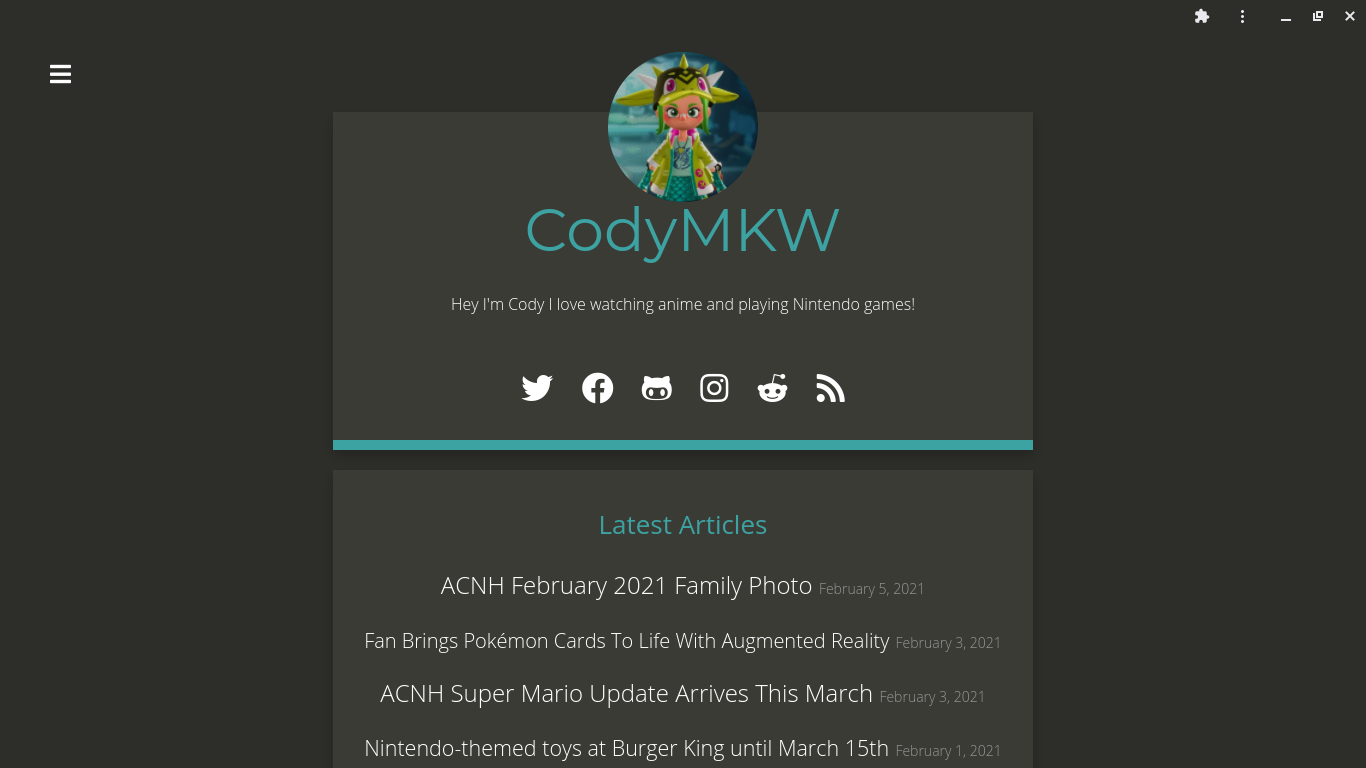 CodyMKW
Hey I'm Cody I love watching anime and playing Nintendo games!
Latest Articles
ACNH February 2021 Family Photo February 5, 2021
Fan Brings Pokémon Cards To Life With Augmented Reality February 3, 2021
ACNH Super Mario Update Arrives This March February 3, 2021
Nintendo-themed toys at Burger King until March 15th February 1, 2021